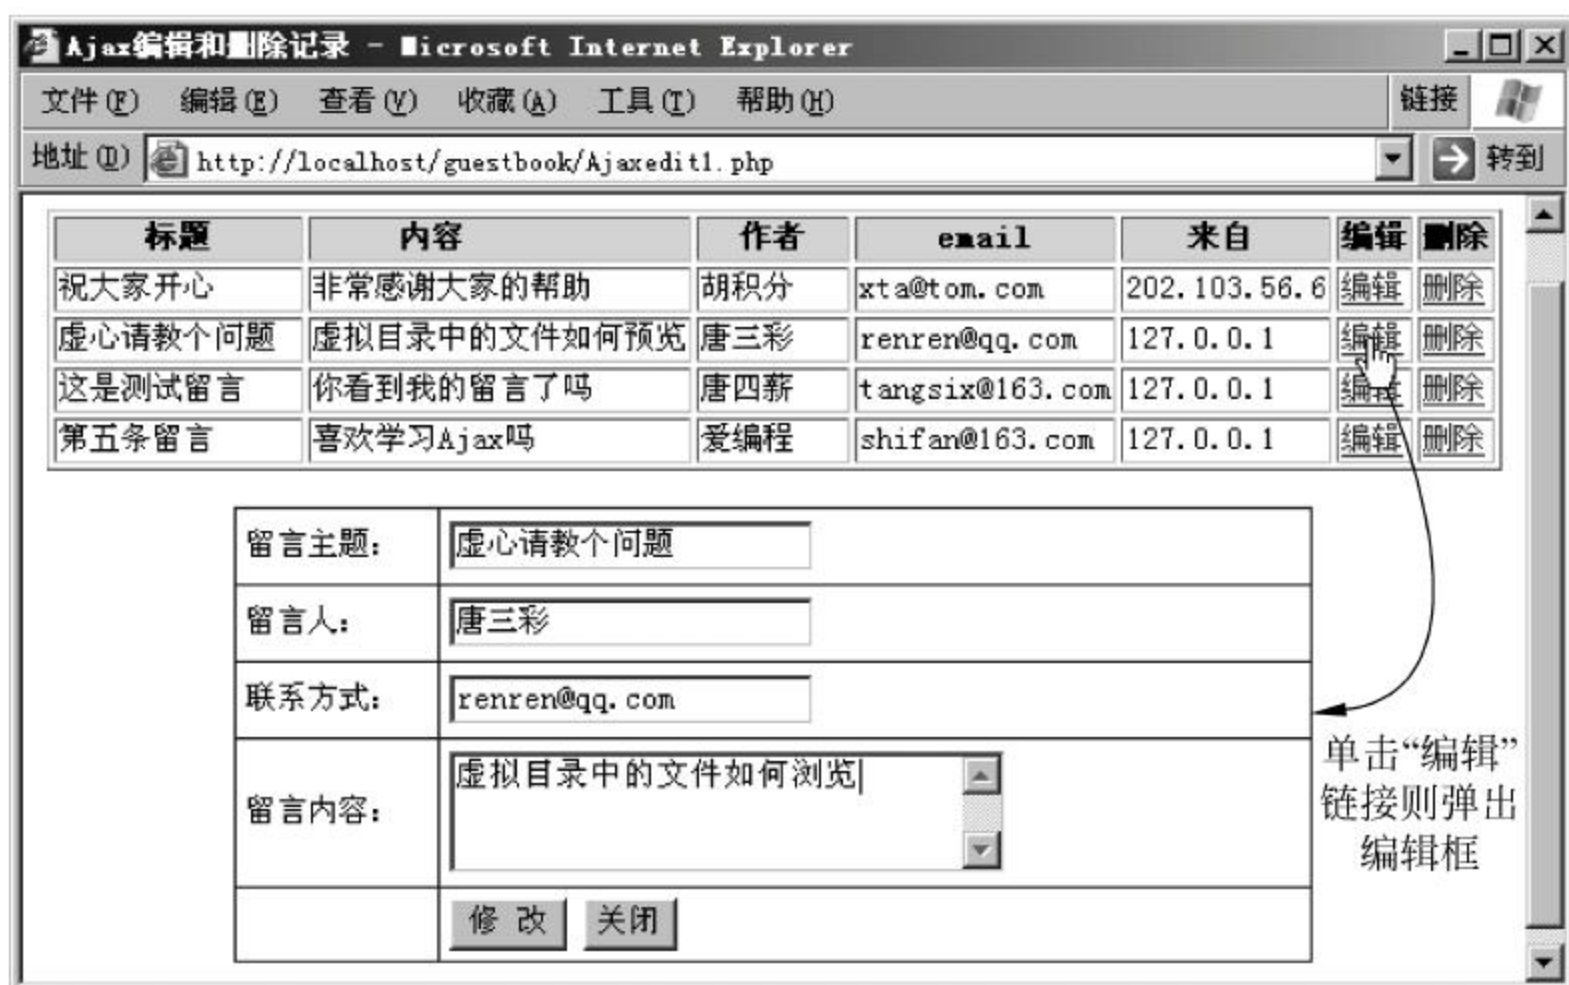 Ajax编辑和删除记录 - Microsoft Internet Explorer
文件(F) 编辑(E) 查看(V) 收藏(A) 工具(T) 帮助(H) 链接
地址(D) http://localhost/guestbook/Ajaxedit1.php 转到
标题 内容 作者 email 来自 编辑 删除
祝大家开心 非常感谢大家的帮助 胡积分 xta@tom.com 202.103.56.6 编辑 删除
虚心请教个问题 虚拟目录中的文件如何预览 唐三彩 renren@qq.com 127.0.0.1 编辑 删除
这是测试留言 你看到我的留言了吗 唐四薪 tangsix@163.com 127.0.0.1 编辑 删除
第五条留言 喜欢学习Ajax吗 爱编程 shifan@163.com 127.0.0.1 编辑 删除
留言主题: 虚心请教个问题
留言人: 唐三彩
联系方式: renren@qq.com
留言内容: 虚拟目录中的文件如何浏览
修 改 关闭
单击“编辑”
链接则弹出
编辑框